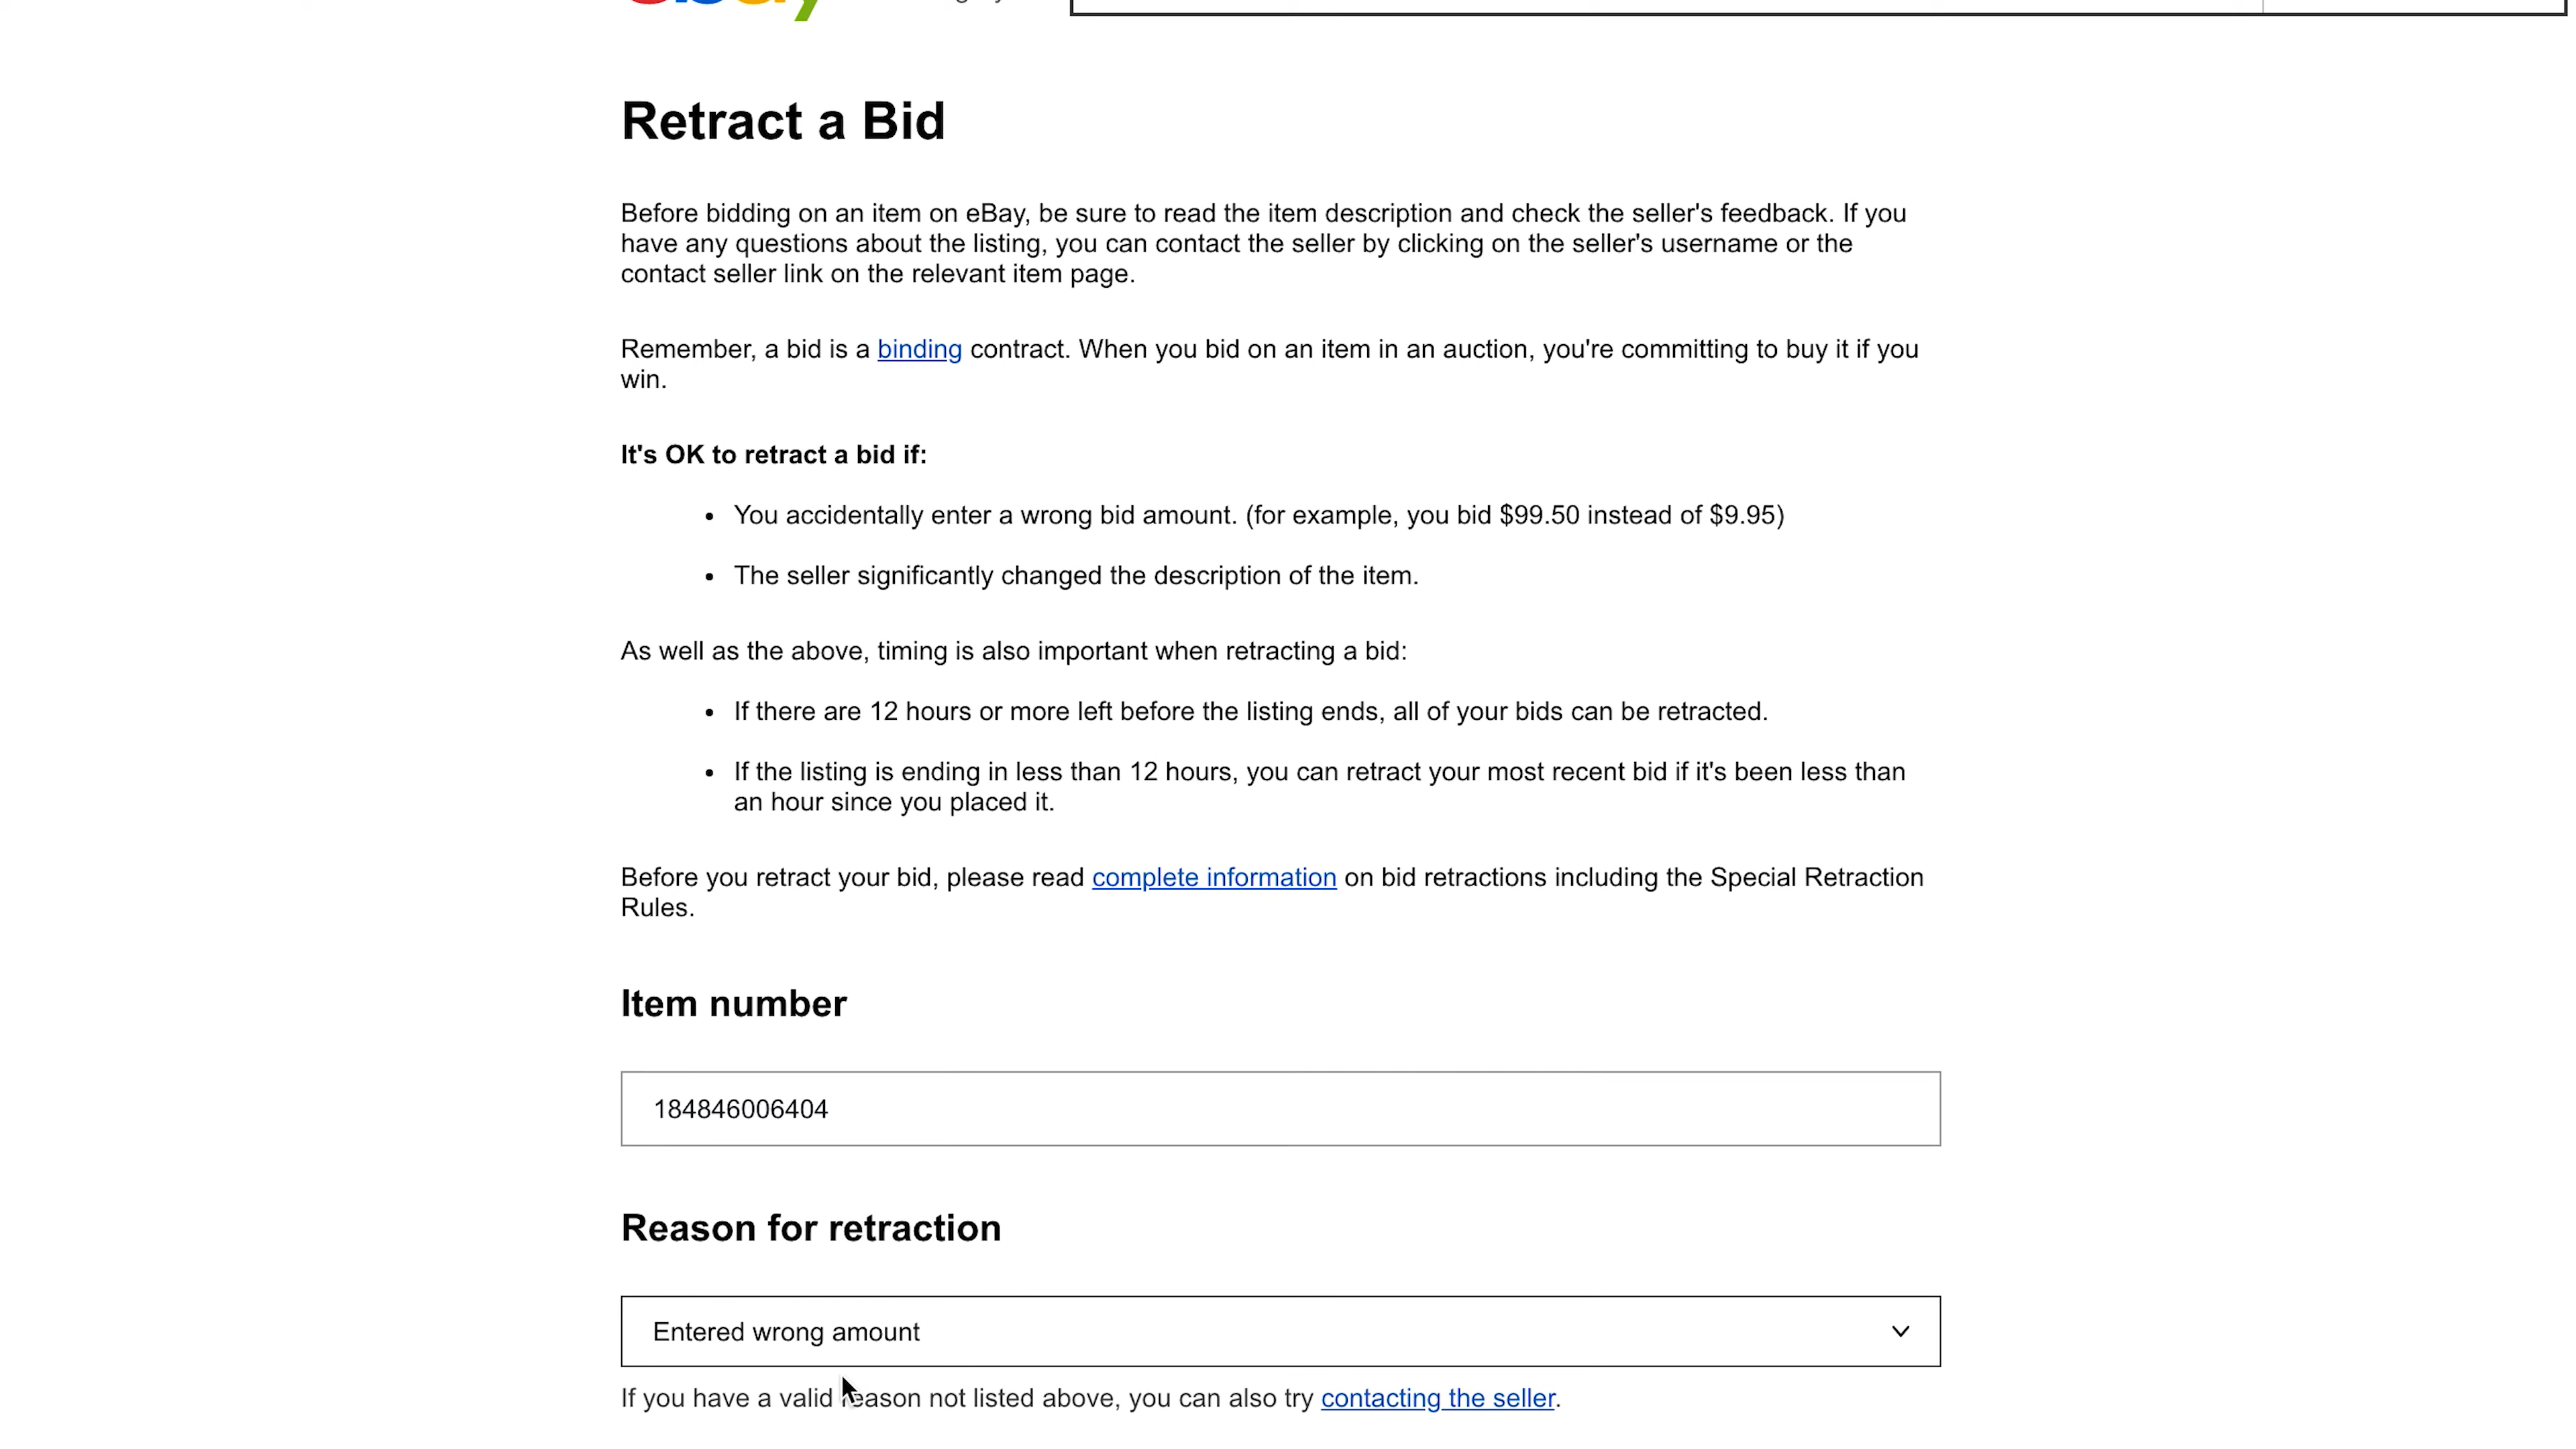 Retract a Bid
Before bidding on an item on eBay, be sure to read the item description and check the seller's feedback. If you
have any questions about the listing, you can contact the seller by clicking on the seller's username or the
contact seller link on the relevant item page.
Remember, a bid is a binding contract. When you bid on an item in an auction, you're committing to buy it if you
win.
It's OK to retract a bid if:
• You accidentally enter a wrong bid amount. (for example, you bid $99.50 instead of $9.95)
• The seller significantly changed the description of the item.
As well as the above, timing is also important when retracting a bid:
• If there are 12 hours or more left before the listing ends, all of your bids can be retracted.
• If the listing is ending in less than 12 hours, you can retract your most recent bid if it's been less than
an hour since you placed it.
Before you retract your bid, please read complete information on bid retractions including the Special Retraction
Rules.
Item number
184846006404
Reason for retraction
Entered wrong amount
If you have a valid reason not listed above, you can also try contacting the seller.